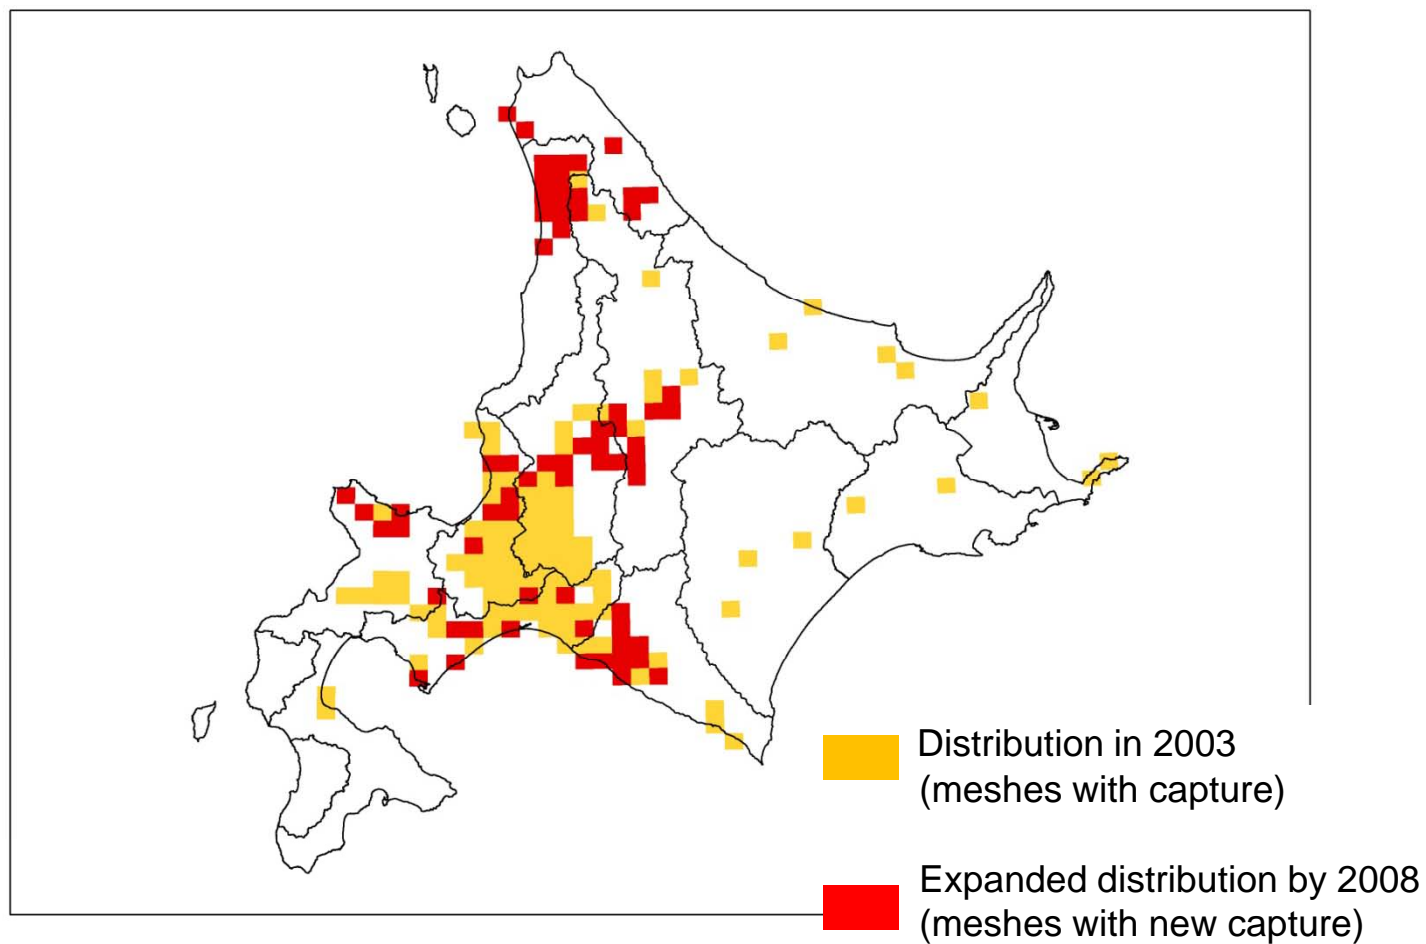 Distribution in 2003
(meshes with capture)
Expanded distribution by 2008
(meshes with new capture)